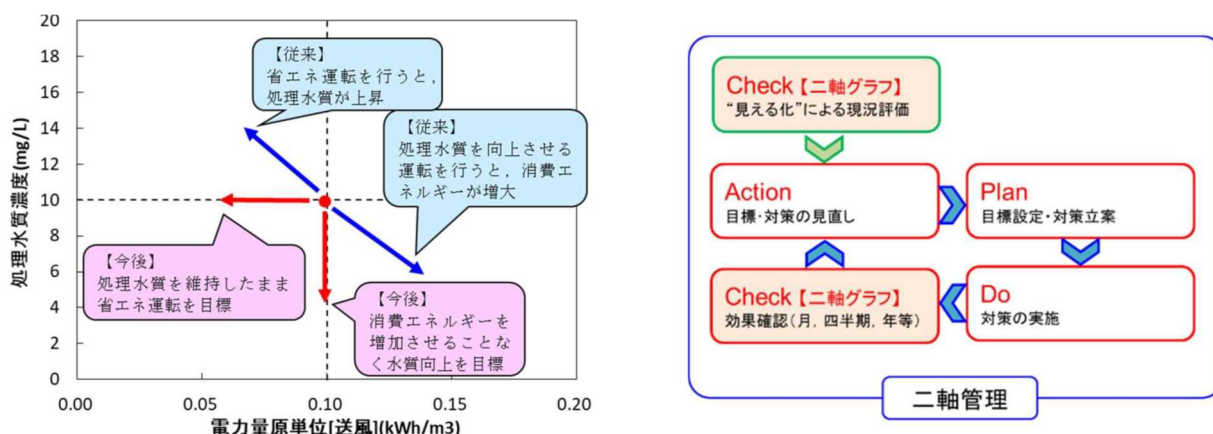 20
18
16
14
12
10
8
6
4
2
0
処理水質濃度(mg/L)
【従来】
省エネ運転を行うと,
処理水質が上昇
【従来】
処理水質を向上させる
運転を行うと，消費エ
ネルギーが増大
【今後】
処理水質を維持したまま
省エネ運転を目標
【今後】
消費エネルギーを
増加させることな
く水質向上を目標
0.00
0.05
0.10
0.15
0.20
電力量原単位[送風](kWh/m3)
Check【二軸グラフ】
“見える化”による現況評価
Action
目標･対策の見直し
Plan
目標設定･対策立案
Check【二軸グラフ】
効果確認(月, 四半期, 年等)
Do
対策の実施
二軸管理